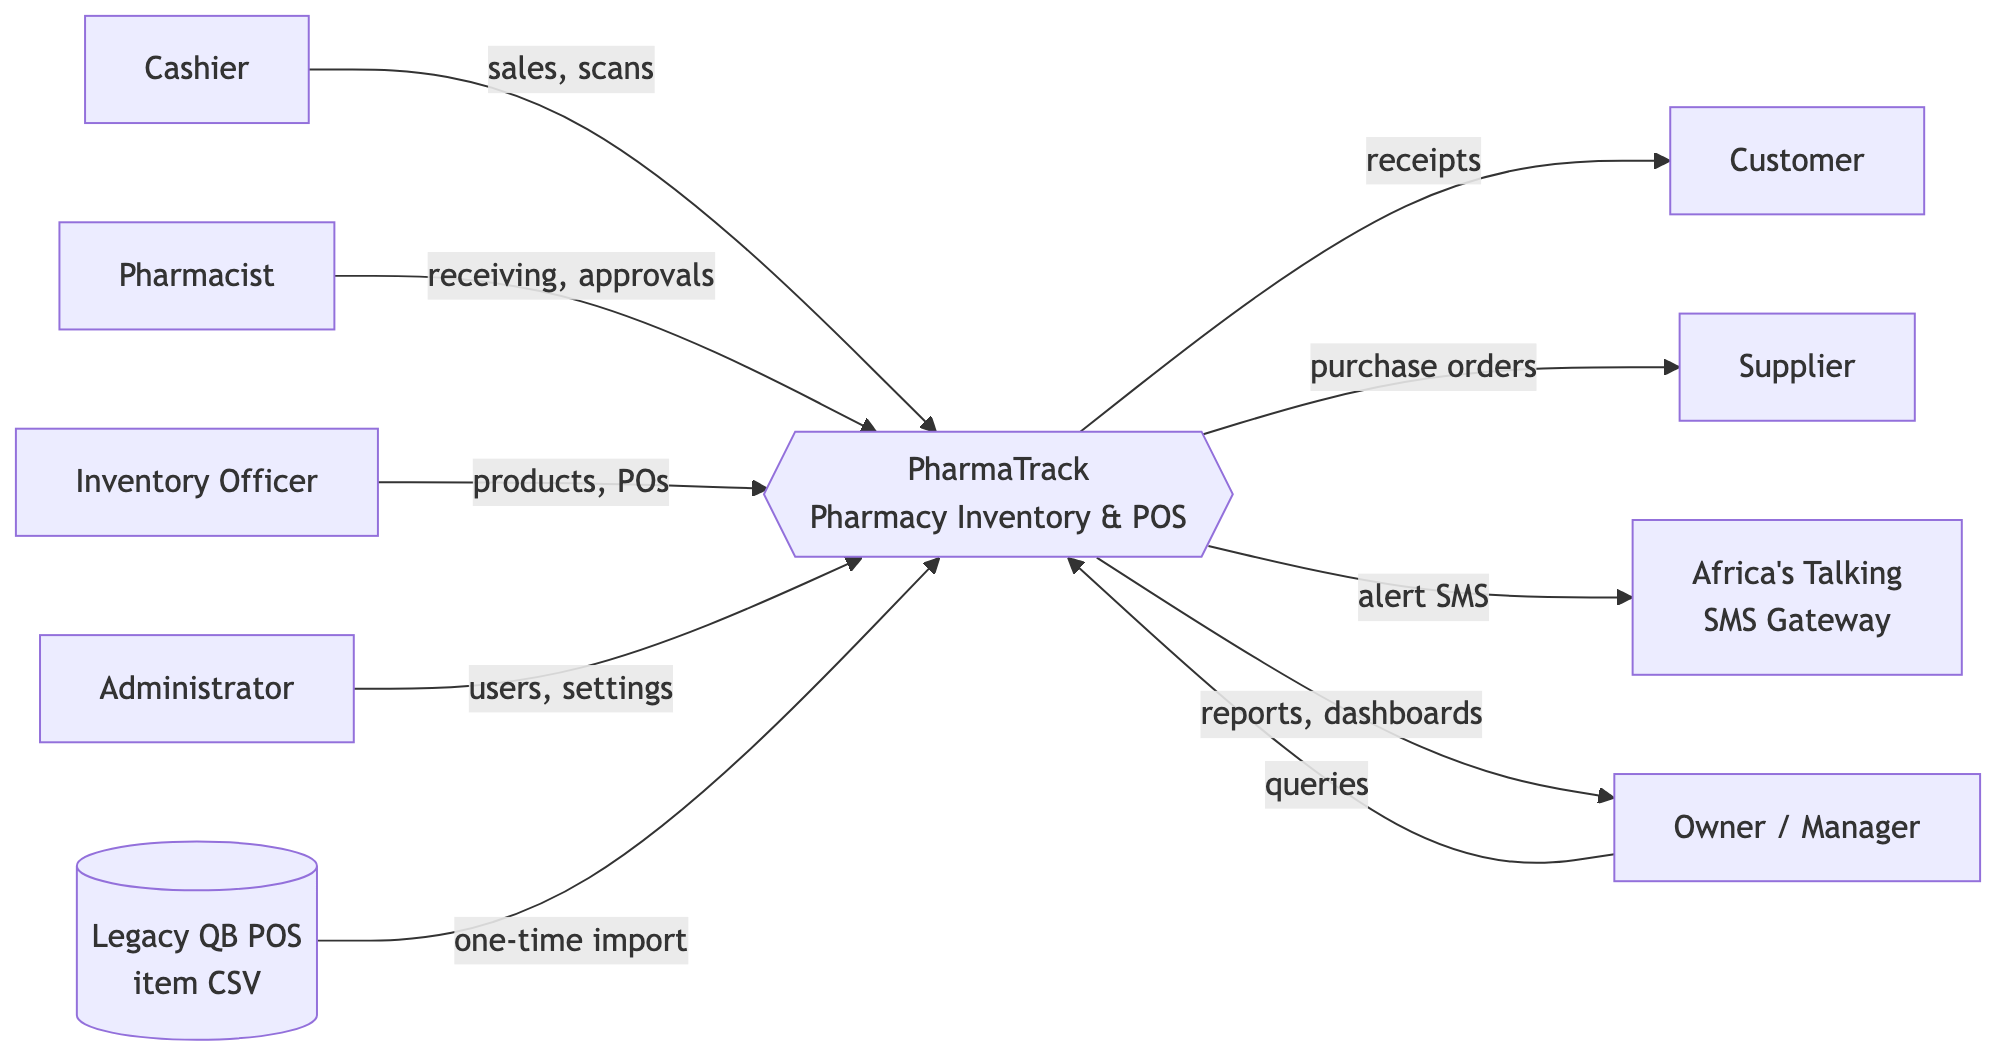 Cashier
sales, scans
Customer
receipts
Pharmacist
receiving, approvals
Supplier
purchase orders
Inventory Officer
products, POs
PharmaTrack
Pharmacy Inventory & POS
Africa's Talking
SMS Gateway
alert SMS
Administrator
users, settings
reports, dashboards
queries
Owner / Manager
Legacy QB POS
item CSV
one-time import